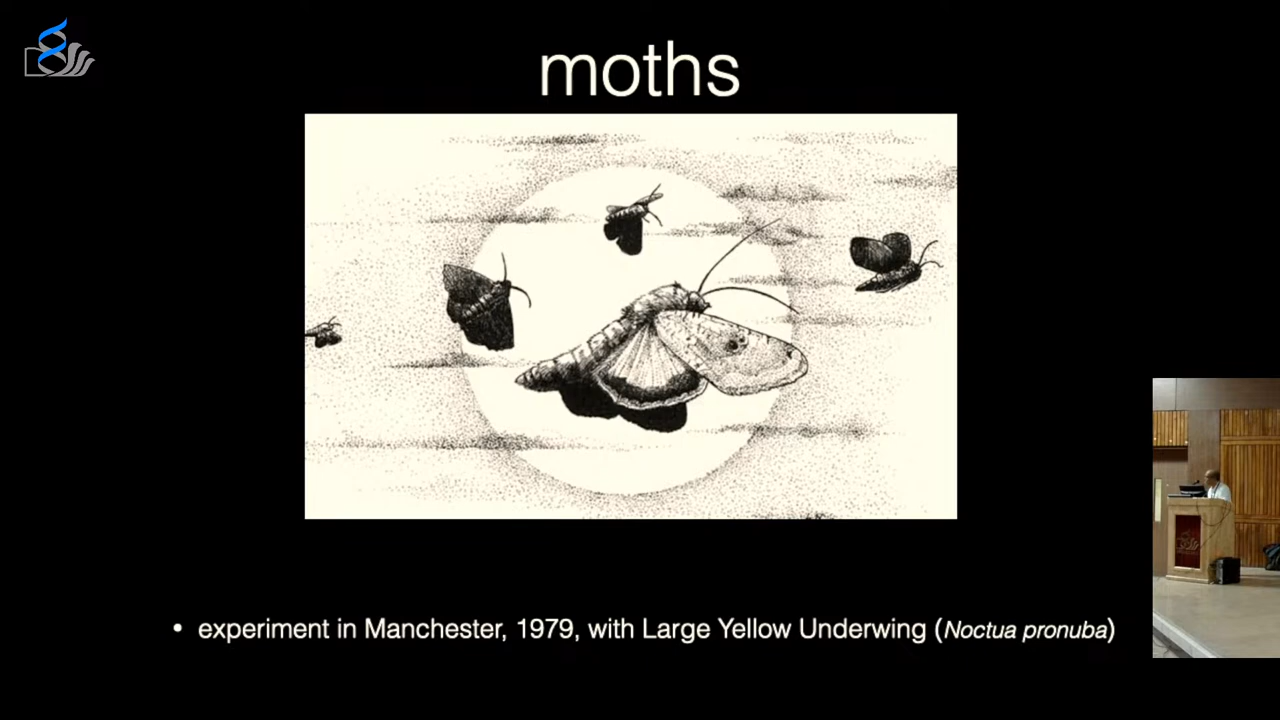 moths
• experiment in Manchester, 1979, with Large Yellow Underwing (Noctua pronuba)